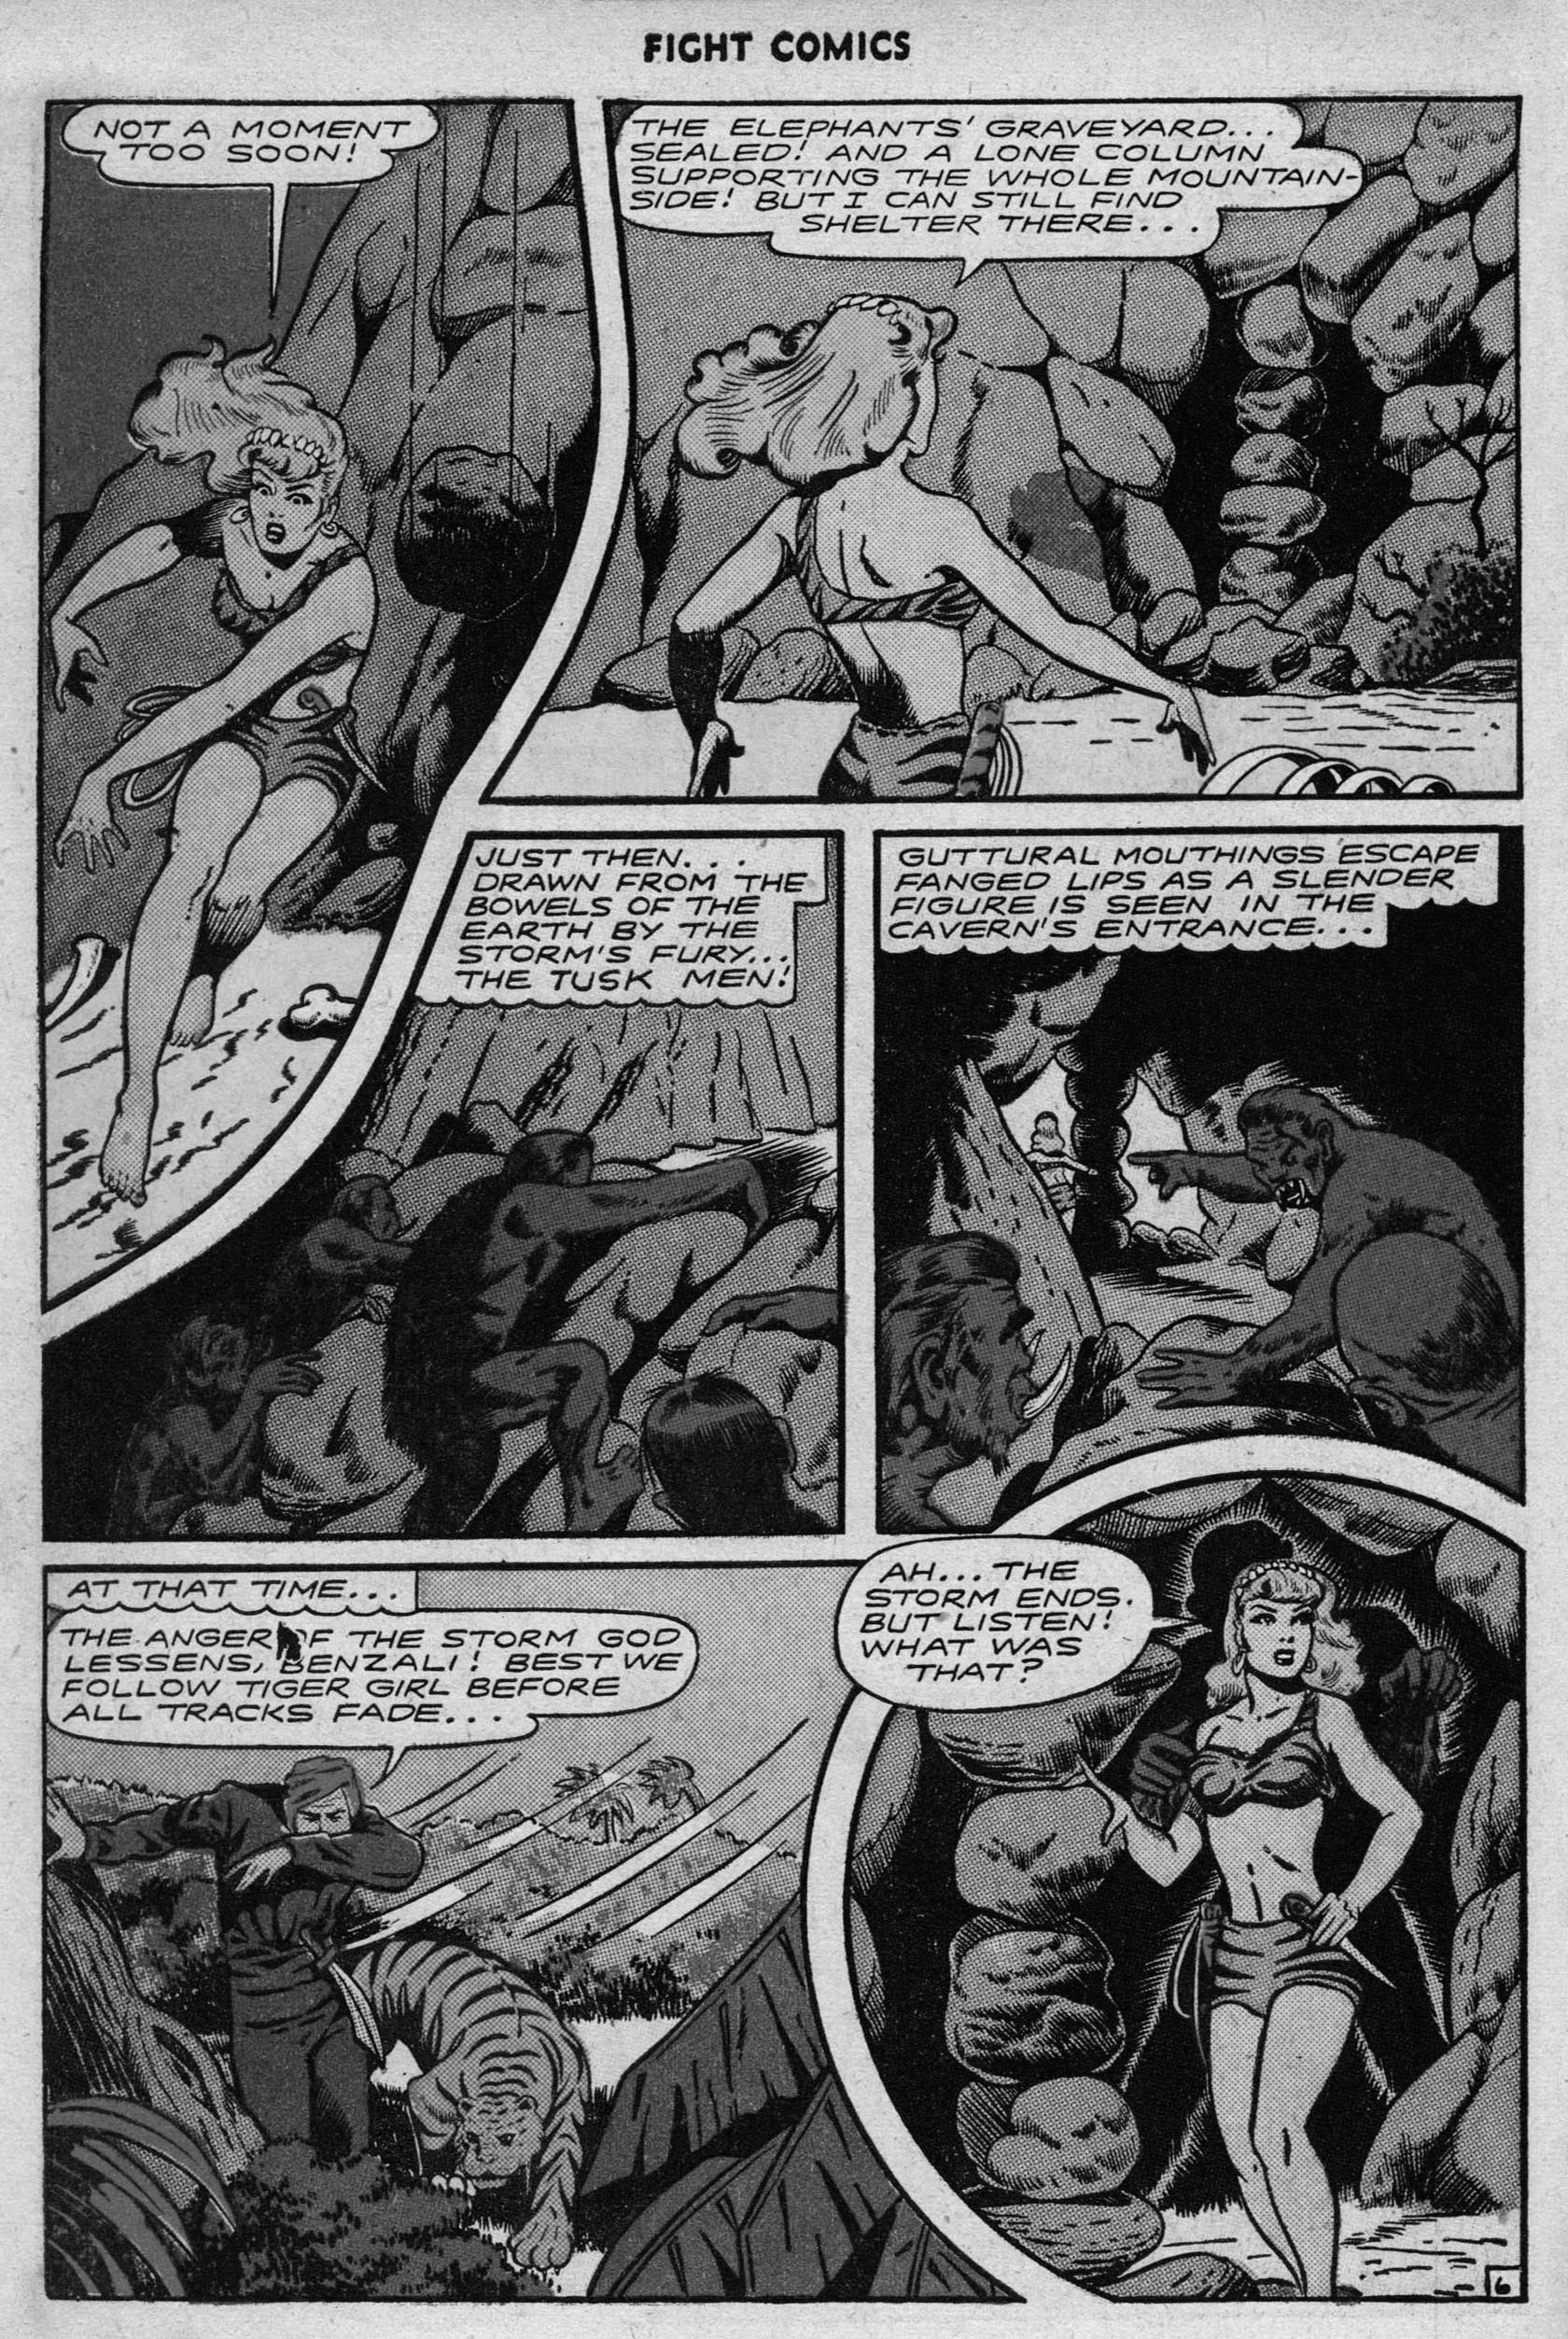 FIGHT COMICS
NOT A MOMENT
TOO SOON!
THE ELEPHANTS' GRAVEYARD...
SEALED! AND A LONE COLUMN
SUPPORTING THE WHOLE MOUNTAIN-
SIDE! BUT I CAN STILL FIND
SHELTER THERE...
JUST THEN...
DRAWN FROM THE
BOWELS OF THE
EARTH BY THE
STORM'S FURY...
THE TUSK MEN!
GUTTURAL MOUTHINGS ESCAPE
FANGED LIPS AS A SLENDER
FIGURE IS SEEN IN THE
CAVERN'S ENTRANCE...
AT THAT TIME...
THE ANGER OF THE STORM GOD
LESSENS, BENZALI! BEST WE
FOLLOW TIGER GIRL BEFORE
ALL TRACKS FADE...
AH... THE
STORM ENDS.
BUT LISTEN!
WHAT WAS
THAT?
6